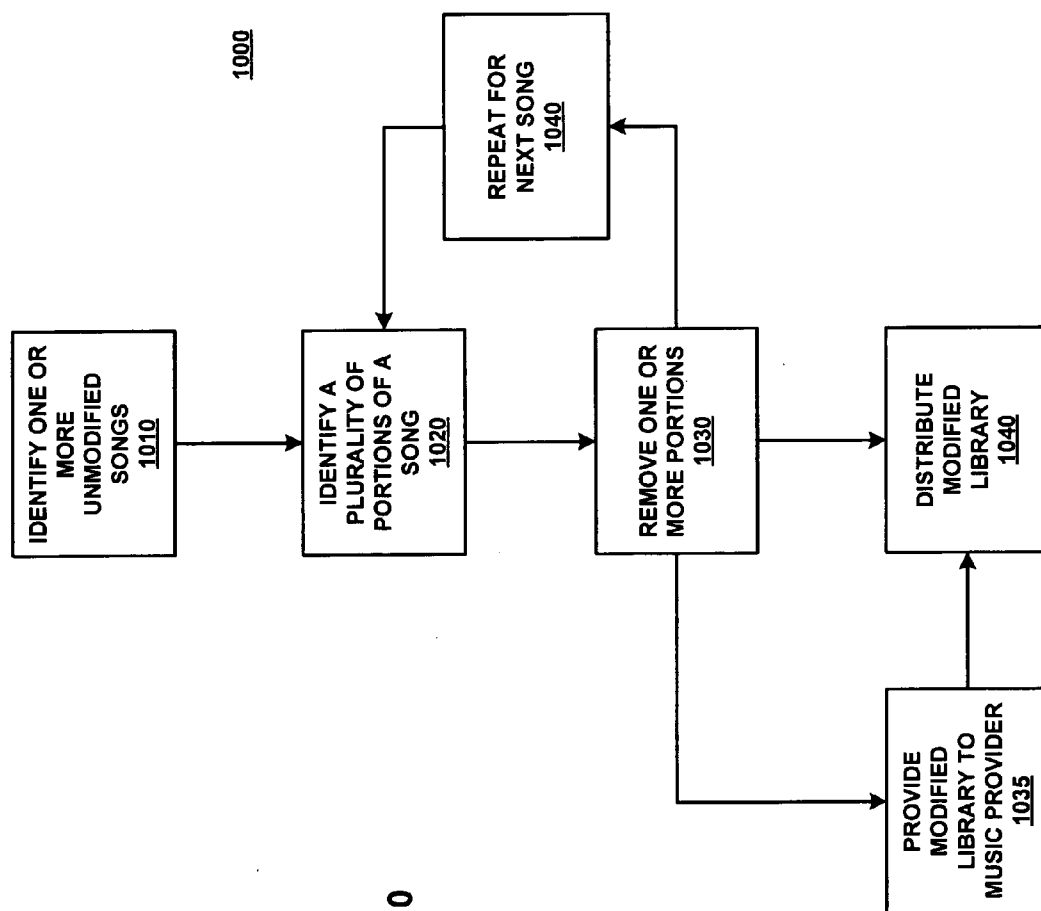 1000
IDENTIFY ONE OR
MORE
UNMODIFIED
SONGS
1010
IDENTIFY A
PLURALITY OF
PORTIONS OF A
SONG
1020
REPEAT FOR
NEXT SONG
1040
REMOVE ONE OR
MORE PORTIONS
1030
PROVIDE
MODIFIED
LIBRARY TO
MUSIC PROVIDER
1035
DISTRIBUTE
MODIFIED
LIBRARY
1040
0